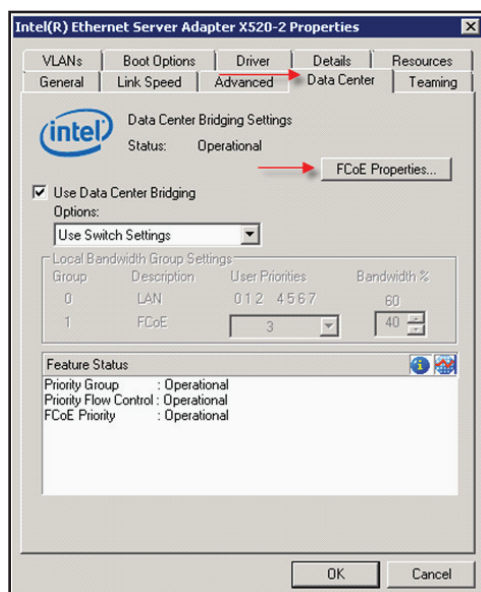 Intel(R) Ethernet Server Adapter X520-2 Properties
VLANs Boot Options Driver Details Resources
General Link Speed Advanced Data Center Teaming
intel
Data Center Bridging Settings
Status: Operational
FCoE Properties...
Use Data Center Bridging
Options:
Use Switch Settings
Local Bandwidth Group Settings
Group Description User Priorities Bandwidth %
0 LAN 0 1 2 4 5 6 7 60
1 FCoE 3 40
Feature Status
Priority Group : Operational
Priority Flow Control : Operational
FCoE Priority : Operational
OK Cancel